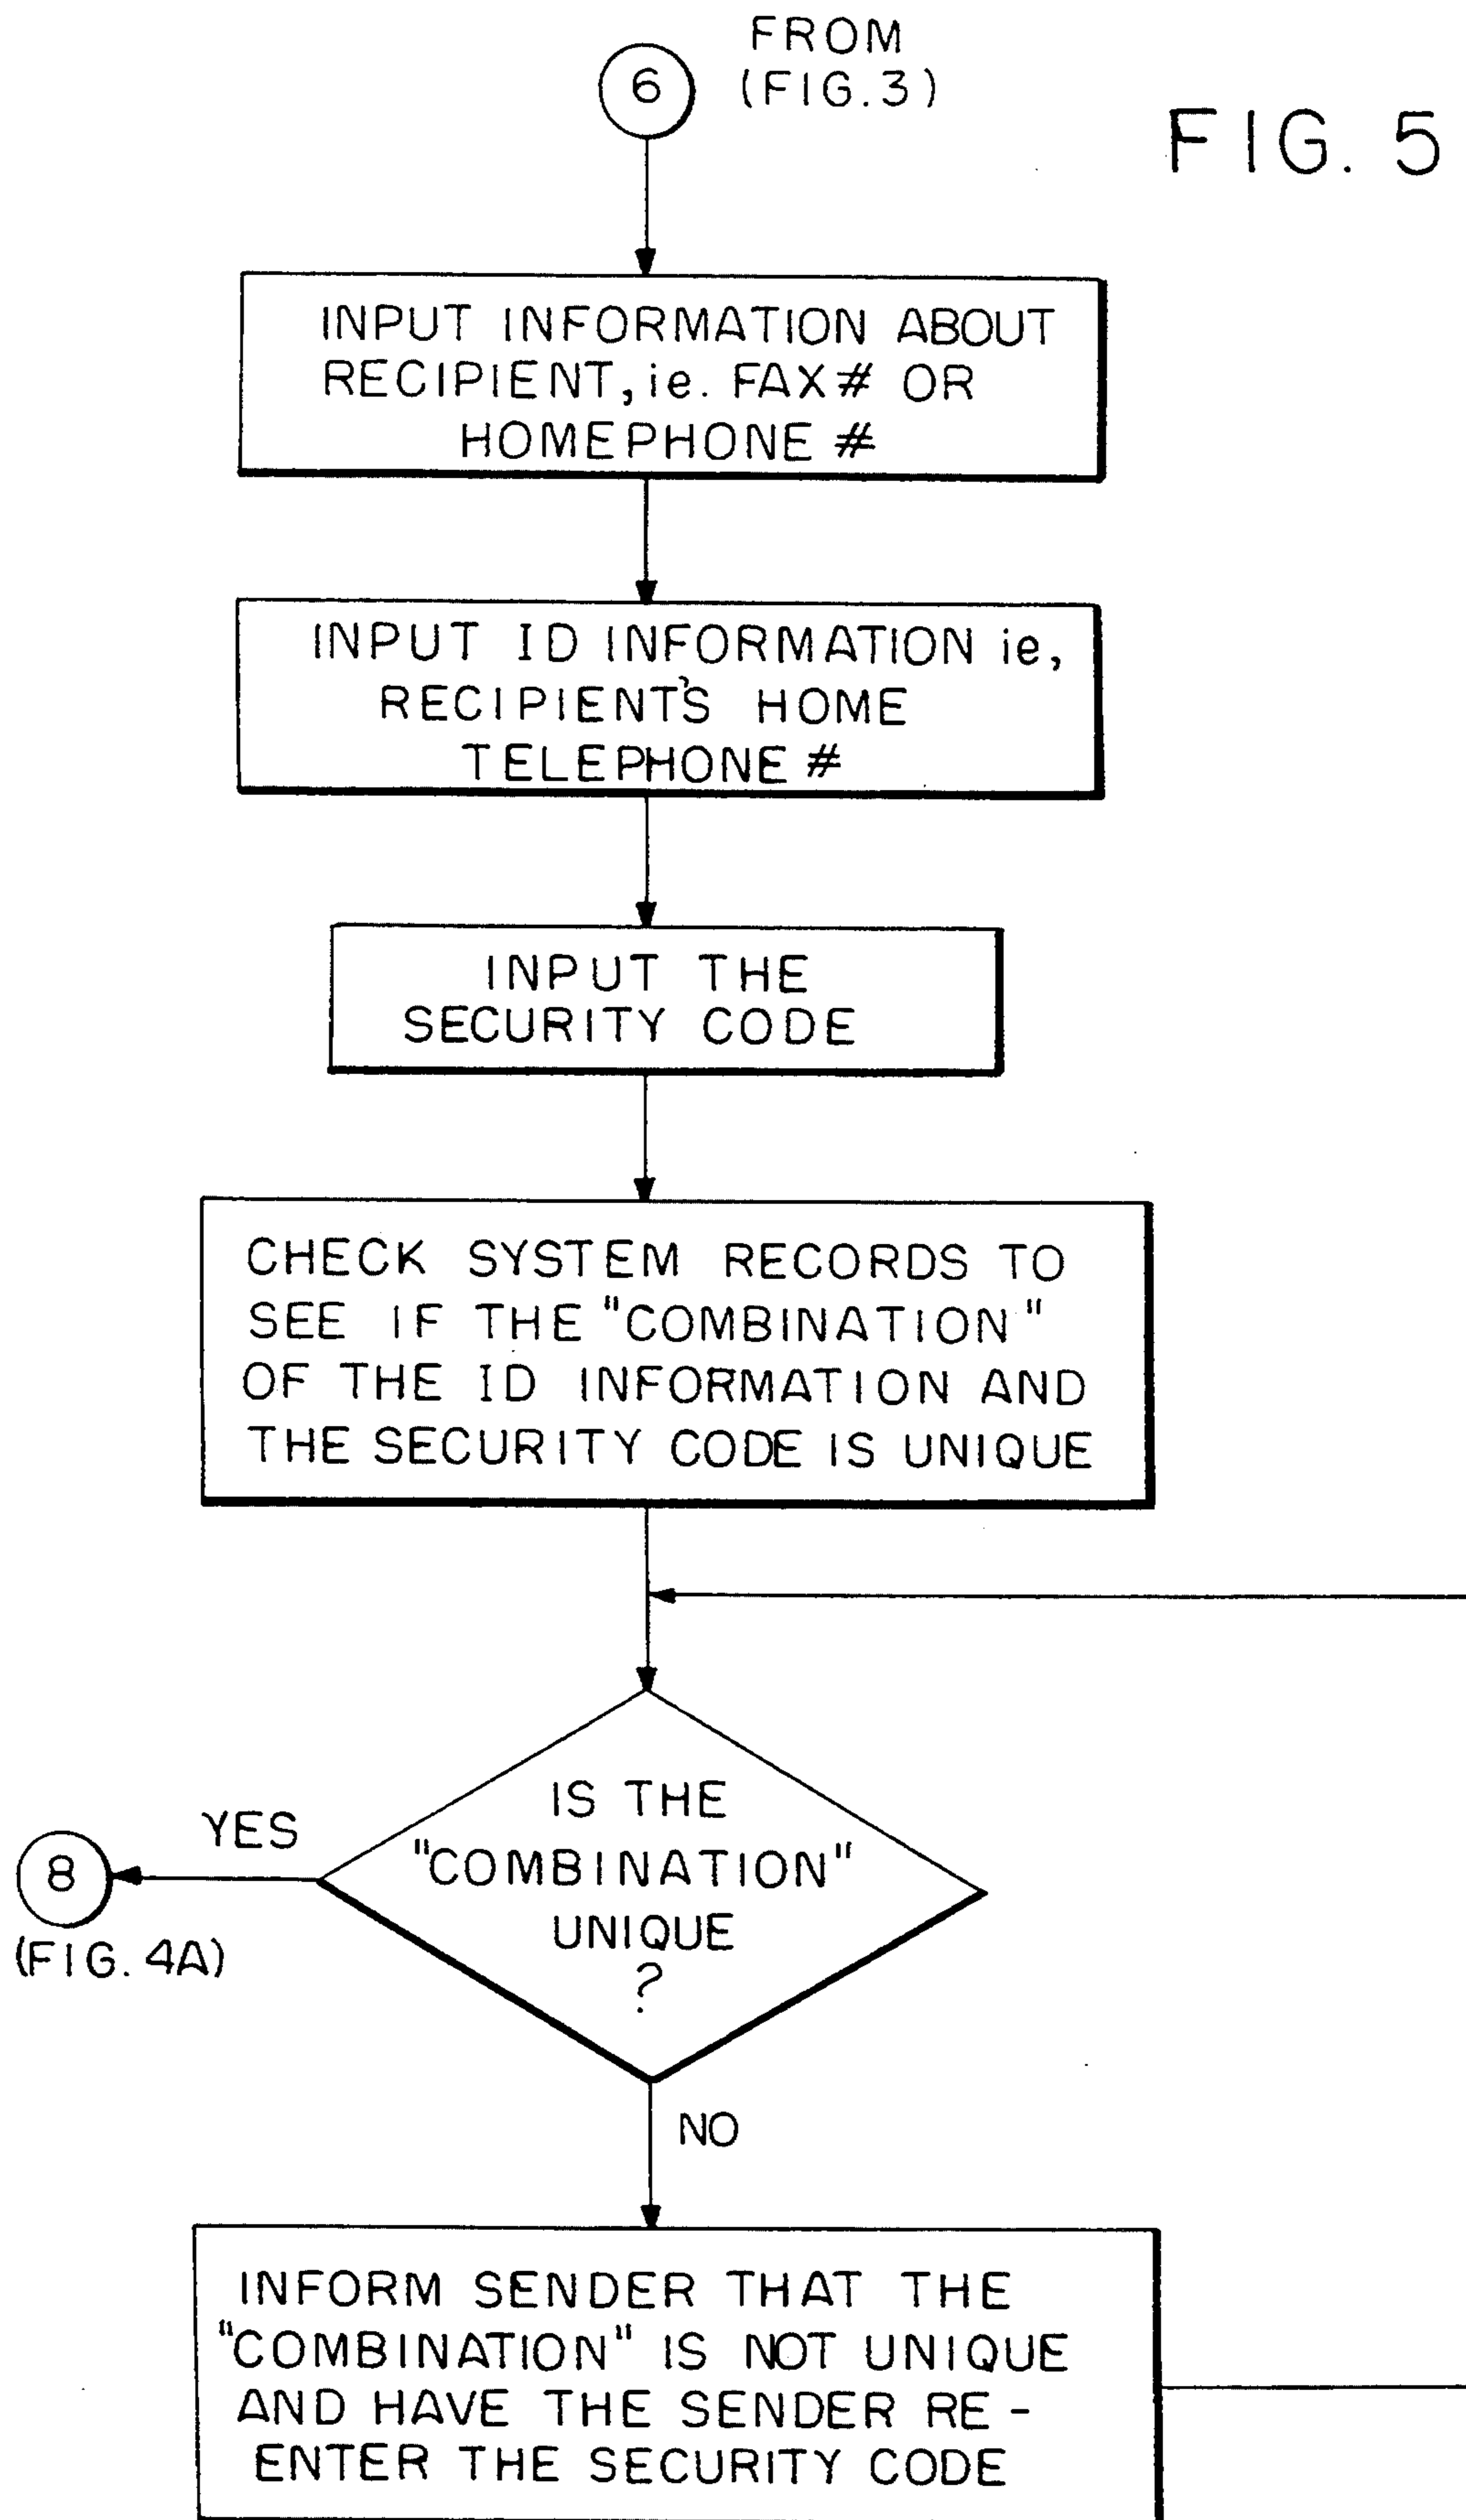 FROM
6 (FIG.3)
FIG. 5
INPUT INFORMATION ABOUT
RECIPIENT, ie. FAX # OR
HOMEPHONE #
INPUT ID INFORMATION ie,
RECIPIENT'S HOME
TELEPHONE #
INPUT THE
SECURITY CODE
CHECK SYSTEM RECORDS TO
SEE IF THE "COMBINATION"
OF THE ID INFORMATION AND
THE SECURITY CODE IS UNIQUE
IS THE
"COMBINATION"
UNIQUE
?
YES
8
(FIG. 4A)
NO
INFORM SENDER THAT THE
"COMBINATION" IS NOT UNIQUE
AND HAVE THE SENDER RE-
ENTER THE SECURITY CODE